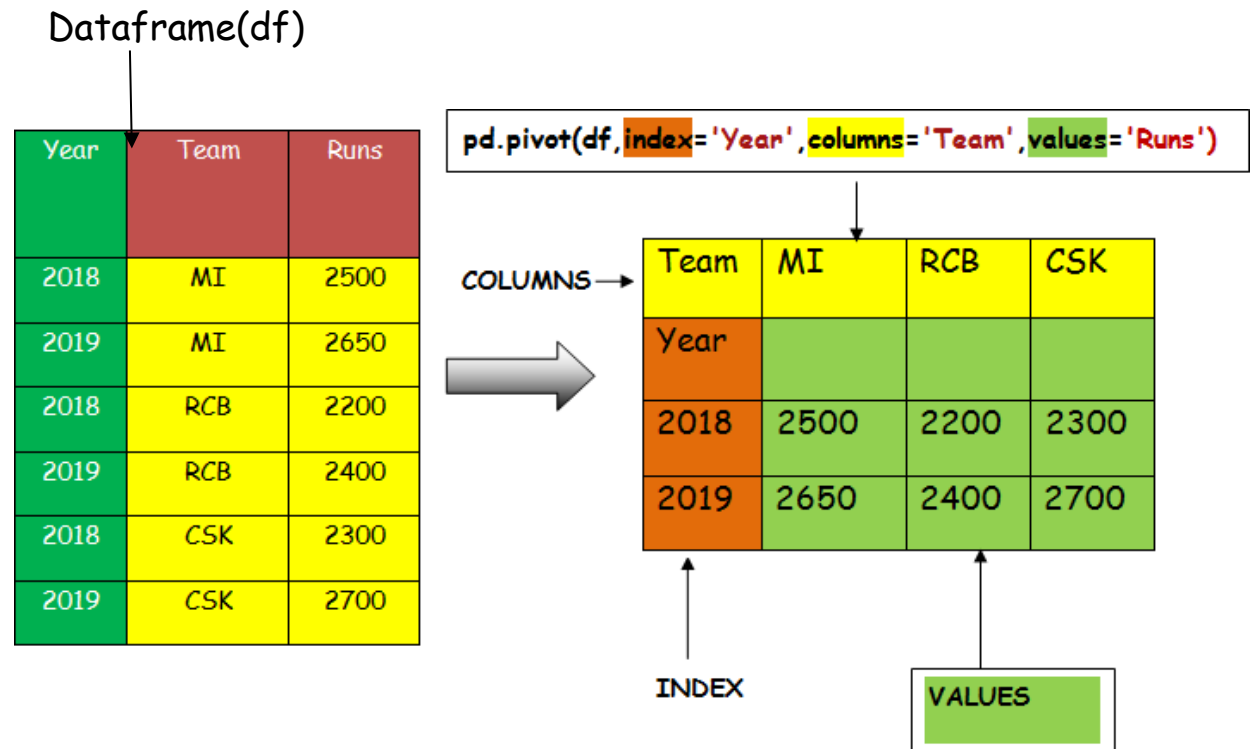 Dataframe(df)
pd.pivot(df,index='Year',columns='Team',values='Runs')
Year Team Runs
2018 MI 2500
2019 MI 2650
2018 RCB 2200
2019 RCB 2400
2018 CSK 2300
2019 CSK 2700
COLUMNS
Team MI RCB CSK
Year
2018 2500 2200 2300
2019 2650 2400 2700
INDEX
VALUES